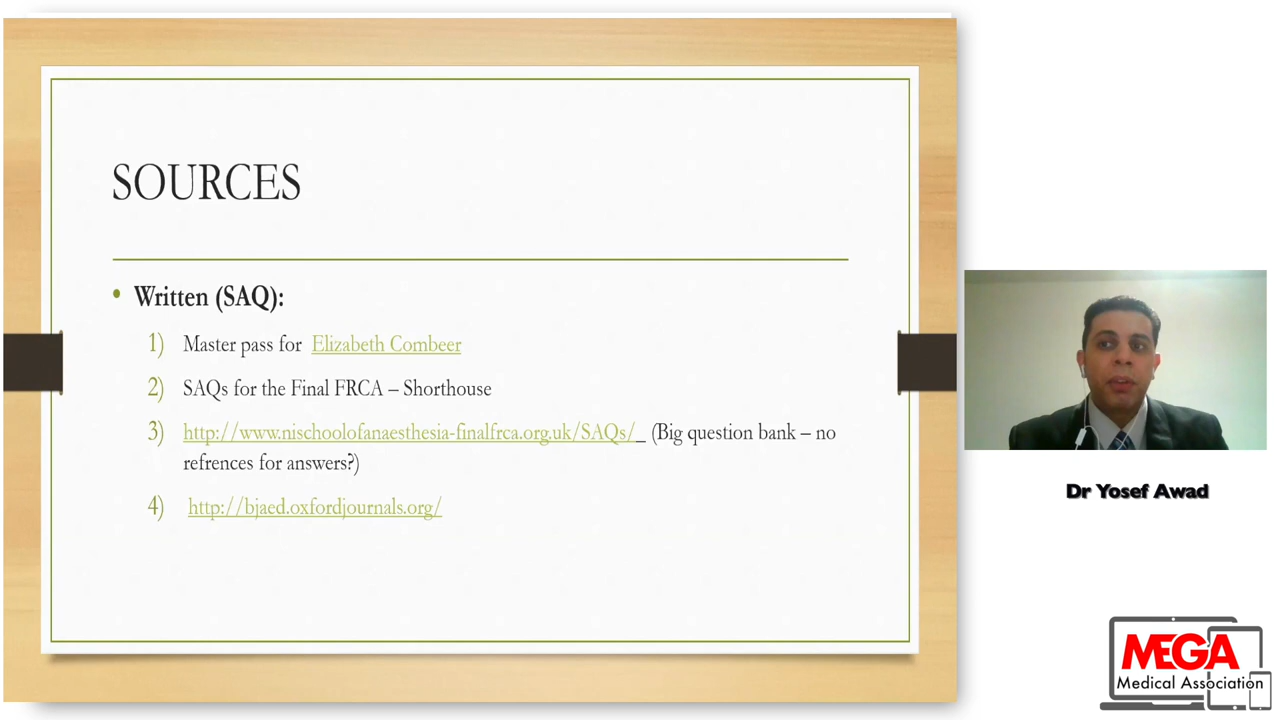 SOURCES
• Written (SAQ):
1) Master pass for Elizabeth Combeer
2) SAQs for the Final FRCA – Shorthouse
3) http://www.nischoolofanaesthesia-finalfrca.org.uk/SAQs/_ (Big question bank – no
refrences for answers?)
4) http://bjaed.oxfordjournals.org/
Dr Yosef Awad
MEGA
Medical Association